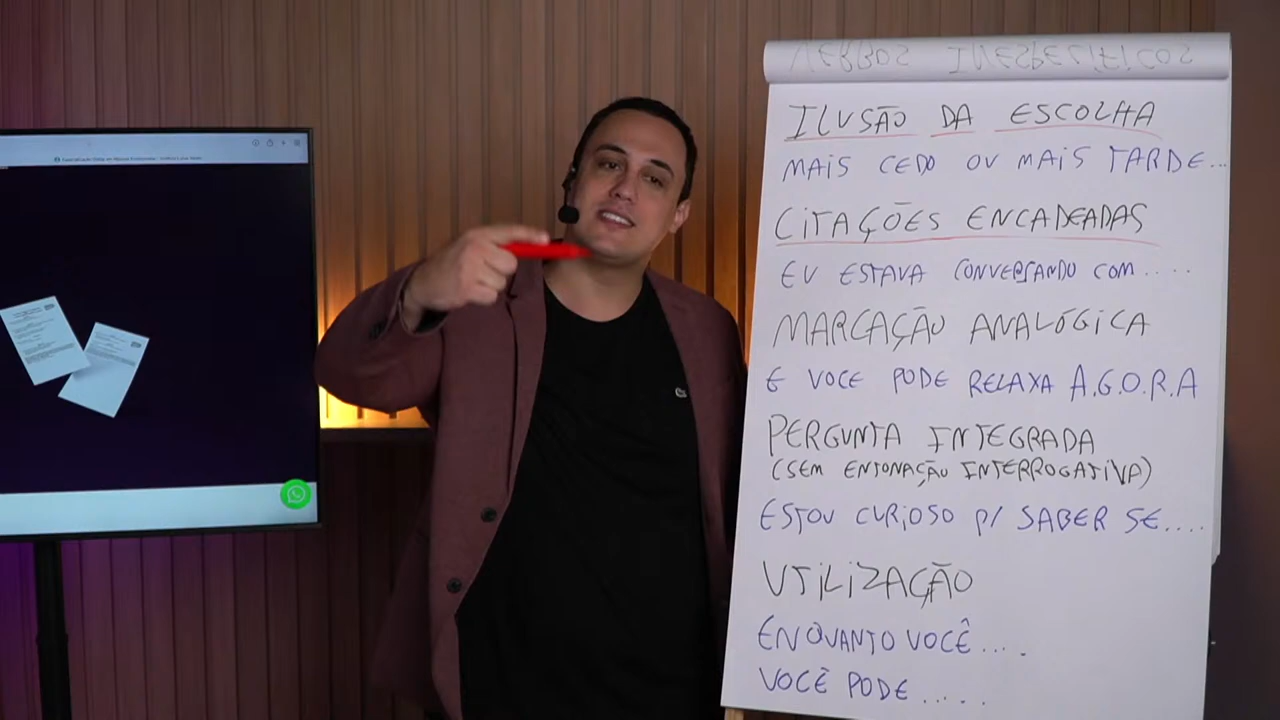 VERBOS INESPECÍFICOS
ILUSÃO DA ESCOLHA
MAIS CEDO OU MAIS TARDE...
CITAÇÕES ENCADEADAS
EU ESTAVA CONVERSANDO COM.....
MARCAÇÃO ANALÓGICA
E VOCE PODE RELAXA A.G.O.R.A
PERGUNTA INTEGRADA
(SEM ENTONAÇÃO INTERROGATIVA)
ESTOU CURIOSO P/ SABER SE....
UTILIZAÇÃO
ENQUANTO VOCÊ....
VOCÊ PODE.....